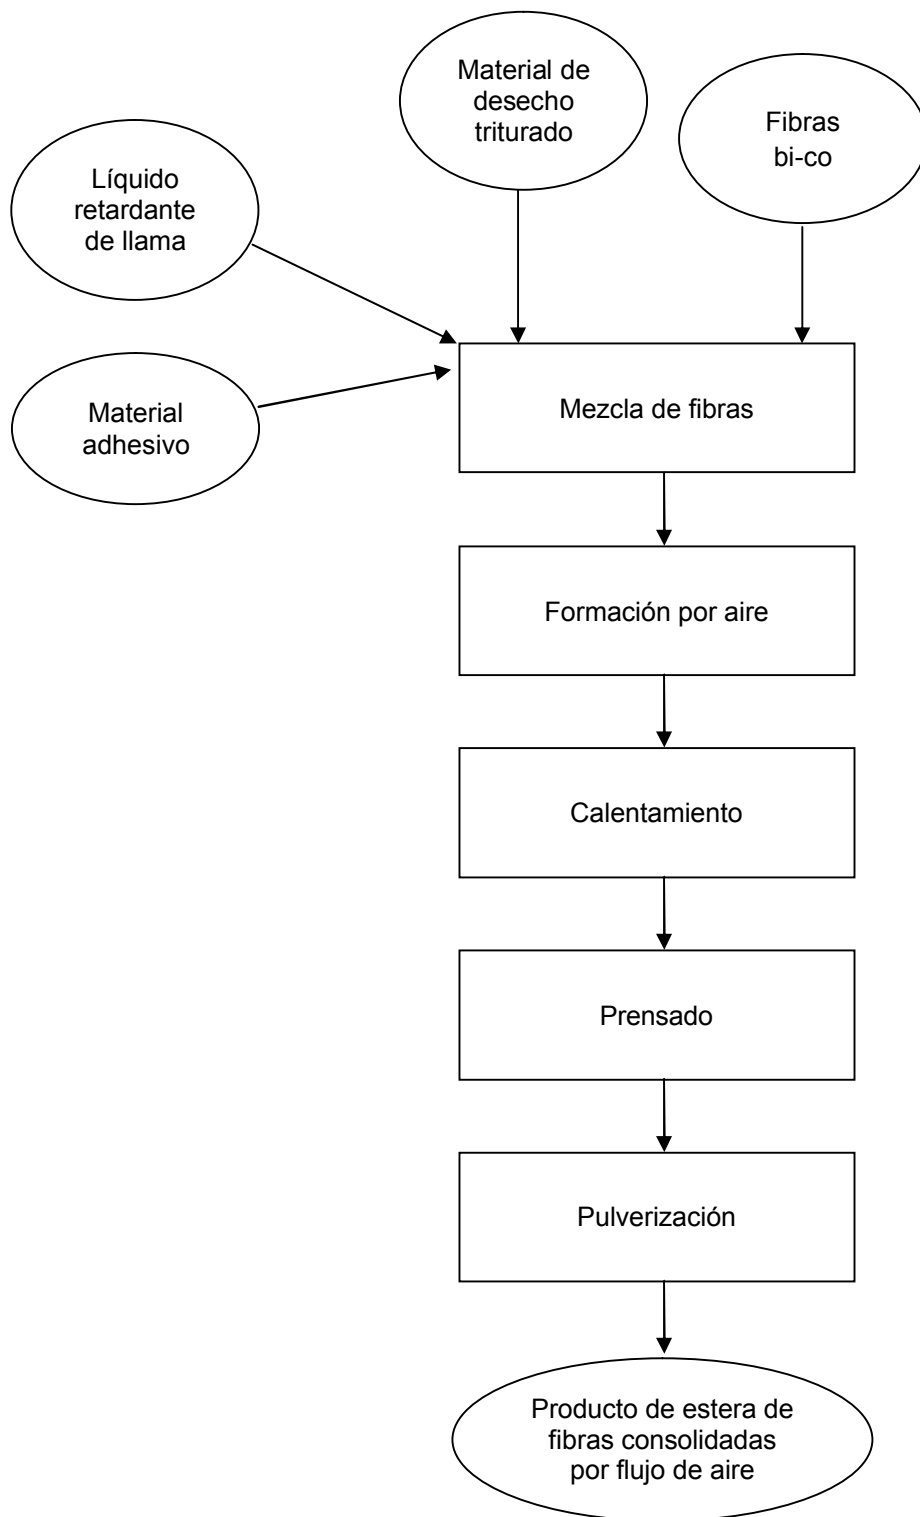 Material de
desecho
triturado
Fibras
bi-co
Líquido
retardante
de llama
Material
adhesivo
Mezcla de fibras
Formación por aire
Calentamiento
Prensado
Pulverización
Producto de estera de
fibras consolidadas
por flujo de aire